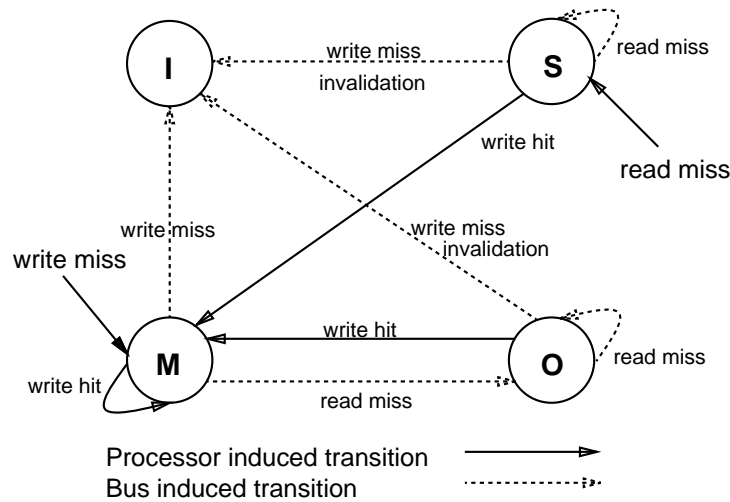 write miss
I
S
read miss
invalidation
write hit
read miss
write miss
write miss
invalidation
write miss
write hit
M
O
read miss
write hit
read miss
Processor induced transition
Bus induced transition